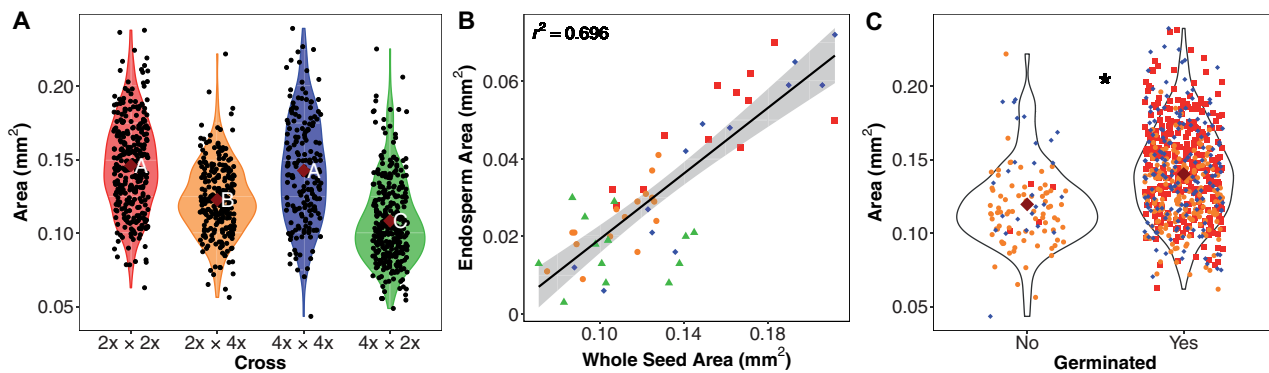 A
Area (mm²)
0.20
0.15
0.10
0.05
A
B
A
C
2x × 2x
2x × 4x
4x × 4x
4x × 2x
Cross
B
r² = 0.696
Endosperm Area (mm²)
0.06
0.04
0.02
0
0.10
0.14
0.18
Whole Seed Area (mm²)
C
*
Area (mm²)
0.20
0.15
0.10
0.05
No
Yes
Germinated